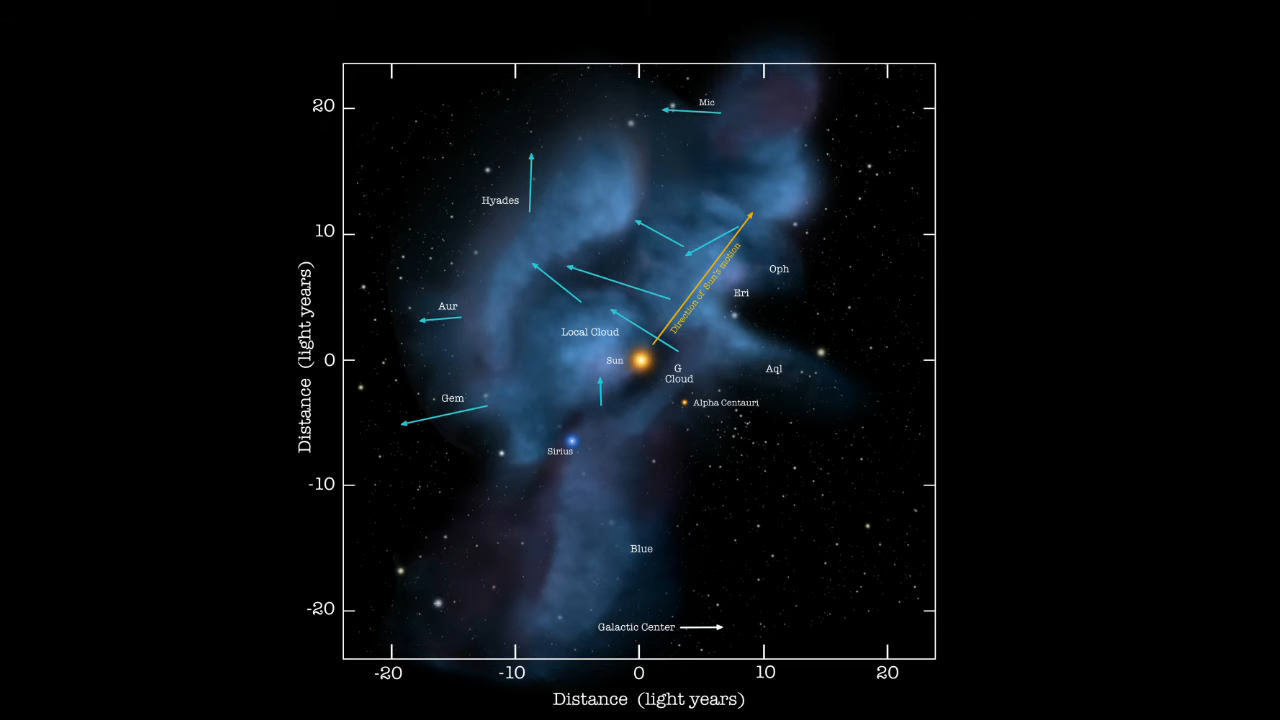 Mic
20
Hyades
10
Oph
Direction of Sun's motion
Eri
Aur
Local Cloud
Sun
0
G
Cloud
Aql
Gem
Alpha Centauri
Sirius
-10
Blue
-20
Galactic Center
Distance (light years)
-20
-10
0
10
20
Distance (light years)